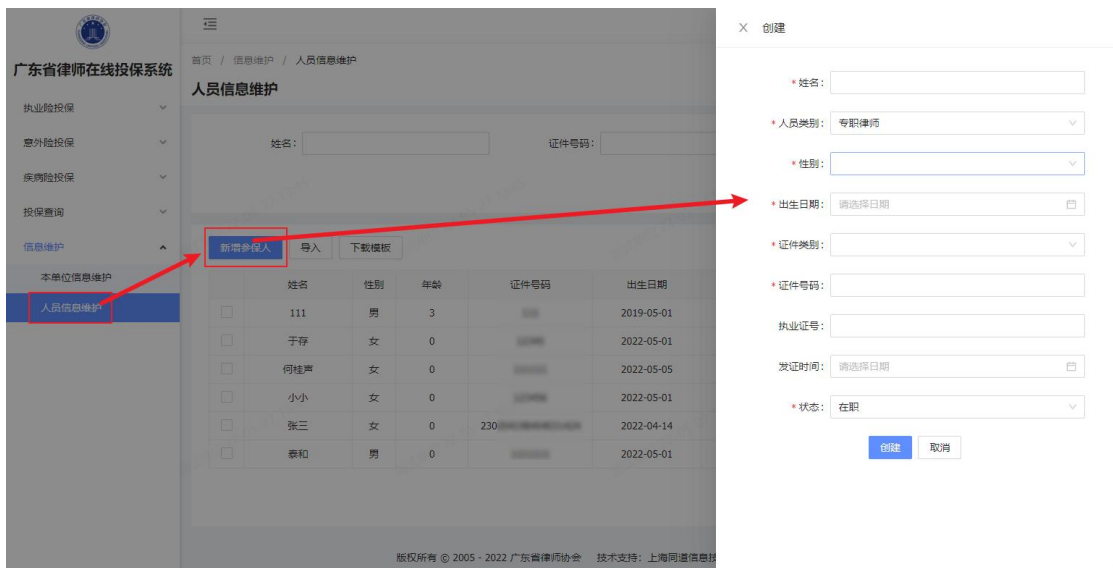 广东省律师在线投保系统
执业险投保
意外险投保
疾病险投保
投保查询
信息维护
本单位信息维护
人员信息维护
首页 / 信息维护 / 人员信息维护
人员信息维护
姓名：
证件号码：
新增参保人 导入 下载模板
姓名 性别 年龄 证件号码 出生日期
111 男 3 2019-05-01
于存 女 0 2022-05-01
何桂声 女 0 2022-05-05
小小 女 0 2022-05-01
张三 女 0 230 2022-04-14
泰和 男 0 2022-05-01
版权所有 © 2005 - 2022 广东省律师协会 技术支持：上海同道信息技
创建
* 姓名：
* 人员类别： 专职律师
* 性别：
* 出生日期： 请选择日期
* 证件类别：
* 证件号码：
执业证号：
发证时间： 请选择日期
* 状态： 在职
创建 取消